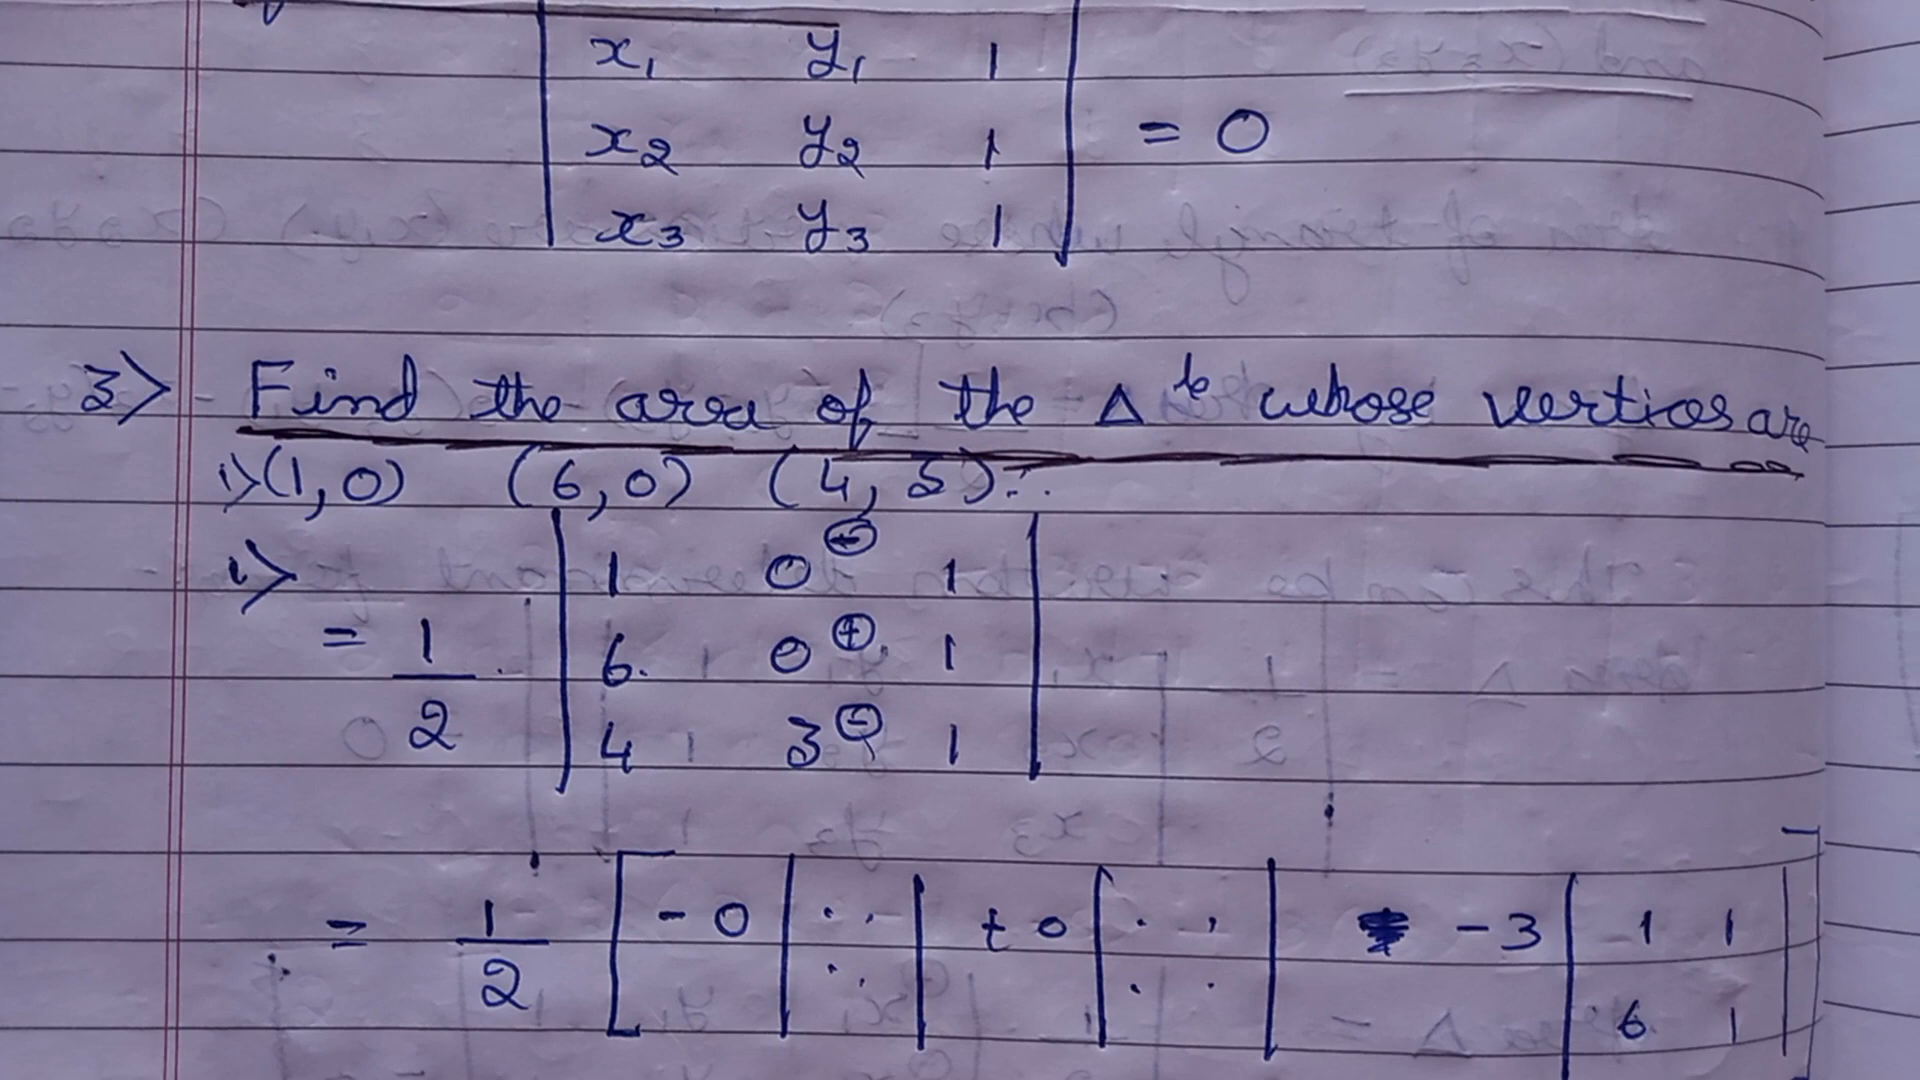 x₁ y₁ 1
x₂ y₂ 1 = 0
x₃ y₃ 1
3> Find the area of the Δle whose vertices are
i>(1,0) (6,0) (4,3):.
i> 1 0⊖ 1
= 1/2 6. 0⊕ 1
4 3⊖ 1
= 1/2 [ -0 | ·· ·· | + 0 | ·· ·· | -3 | 1 1
6 1 | ]